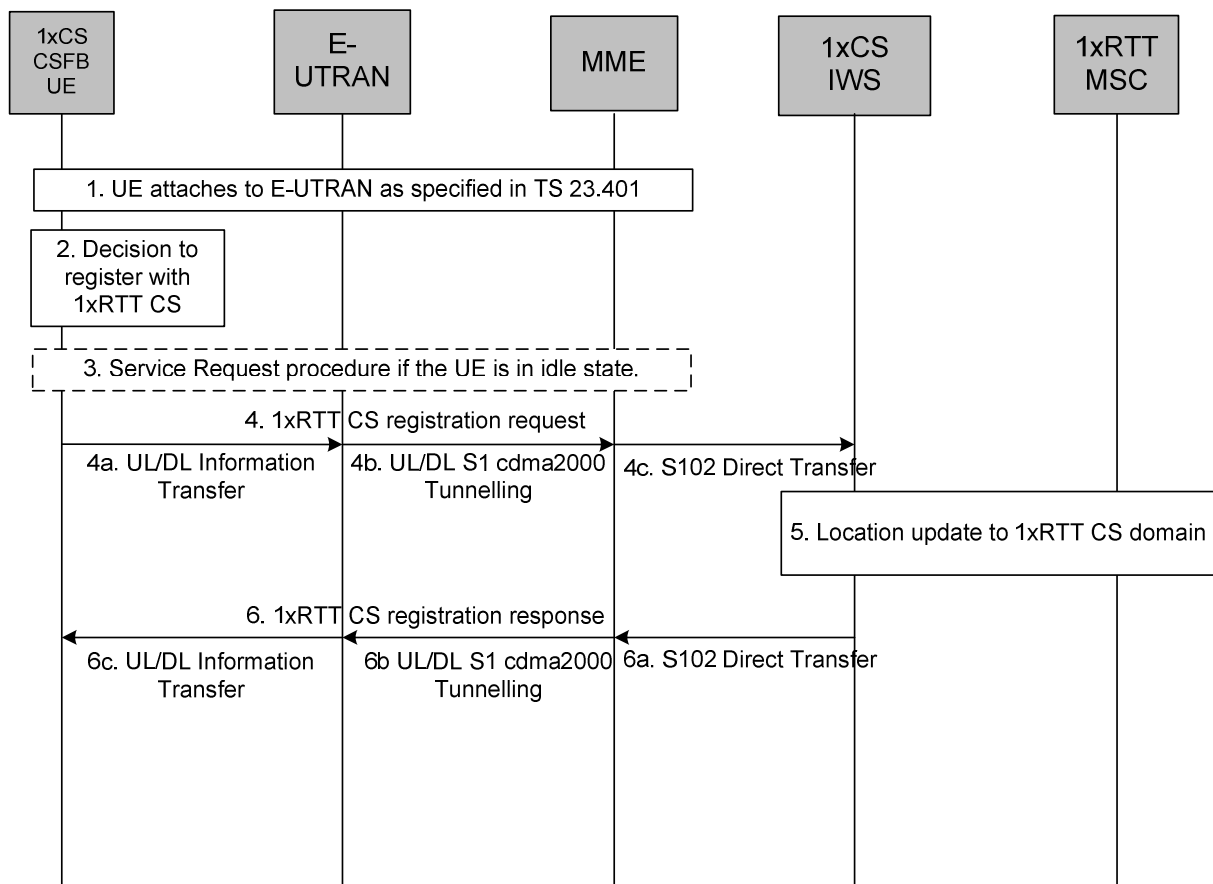 1xCS
CSFB
UE
E-
UTRAN
MME
1xCS
IWS
1xRTT
MSC
1. UE attaches to E-UTRAN as specified in TS 23.401
2. Decision to
register with
1xRTT CS
3. Service Request procedure if the UE is in idle state.
4. 1xRTT CS registration request
4a. UL/DL Information
Transfer
4b. UL/DL S1 cdma2000
Tunnelling
4c. S102 Direct Transfer
5. Location update to 1xRTT CS domain
6. 1xRTT CS registration response
6c. UL/DL Information
Transfer
6b UL/DL S1 cdma2000
Tunnelling
6a. S102 Direct Transfer